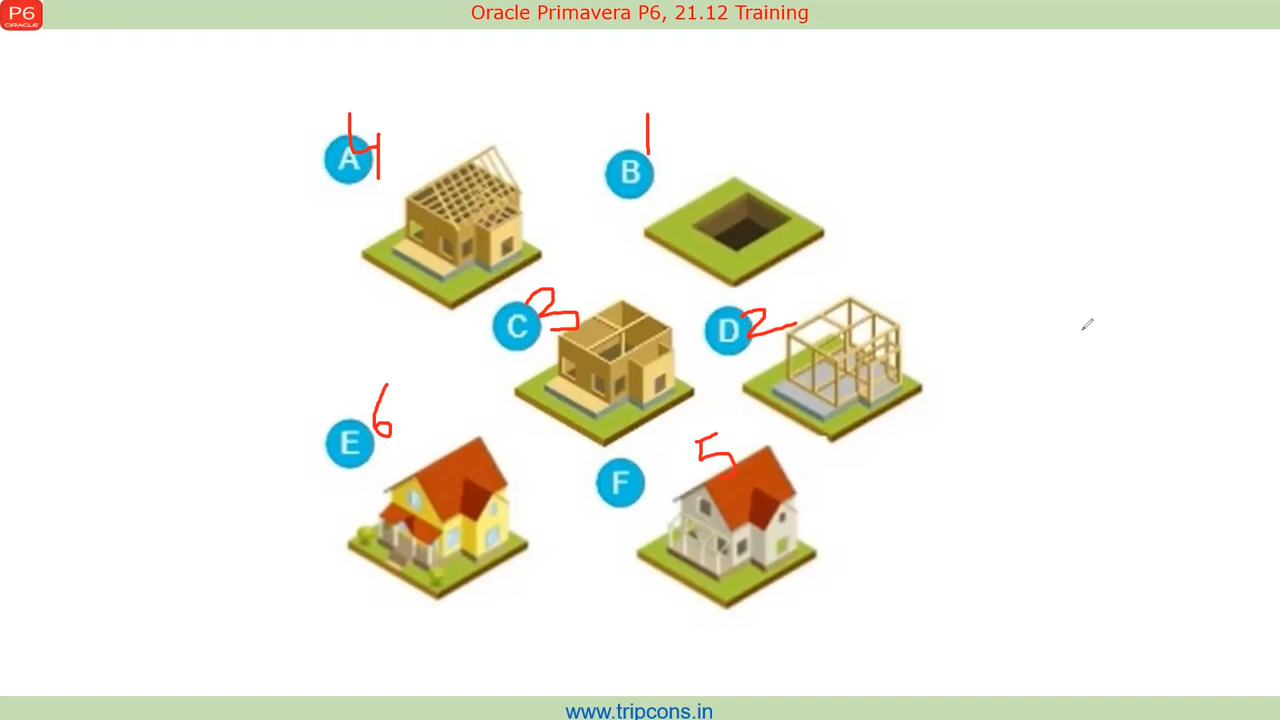 P6
ORACLE
Oracle Primavera P6, 21.12 Training
4
A
1
B
3
C
2
D
6
E
5
F
www.tripcons.in